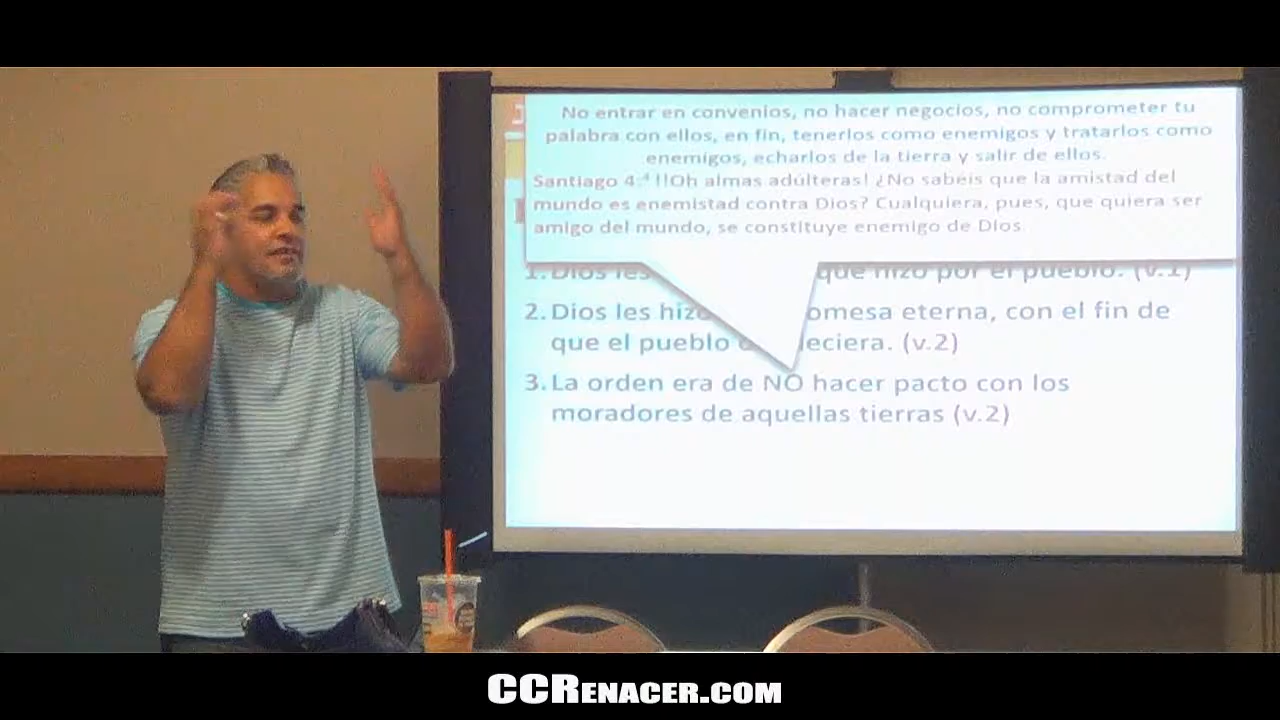 No entrar en convenios, no hacer negocios, no comprometer tu
palabra con ellos, en fin, tenerlos como enemigos y tratarlos como
enemigos, echarlos de la tierra y salir de ellos.
Santiago 4:4 !!Oh almas adúlteras! ¿No sabéis que la amistad del
mundo es enemistad contra Dios? Cualquiera, pues, que quiera ser
amigo del mundo, se constituye enemigo de Dios
1. Dios les que hizo por el pueblo. (v.1)
2. Dios les hizo omesa eterna, con el fin de
que el pueblo deciera. (v.2)
3. La orden era de NO hacer pacto con los
moradores de aquellas tierras (v.2)
CCRENACER.COM